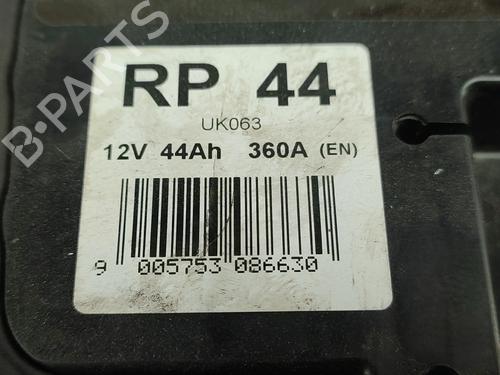 RP 44
UK063
12V 44Ah 360A (EN)
9 005753 086630
B-PARTS